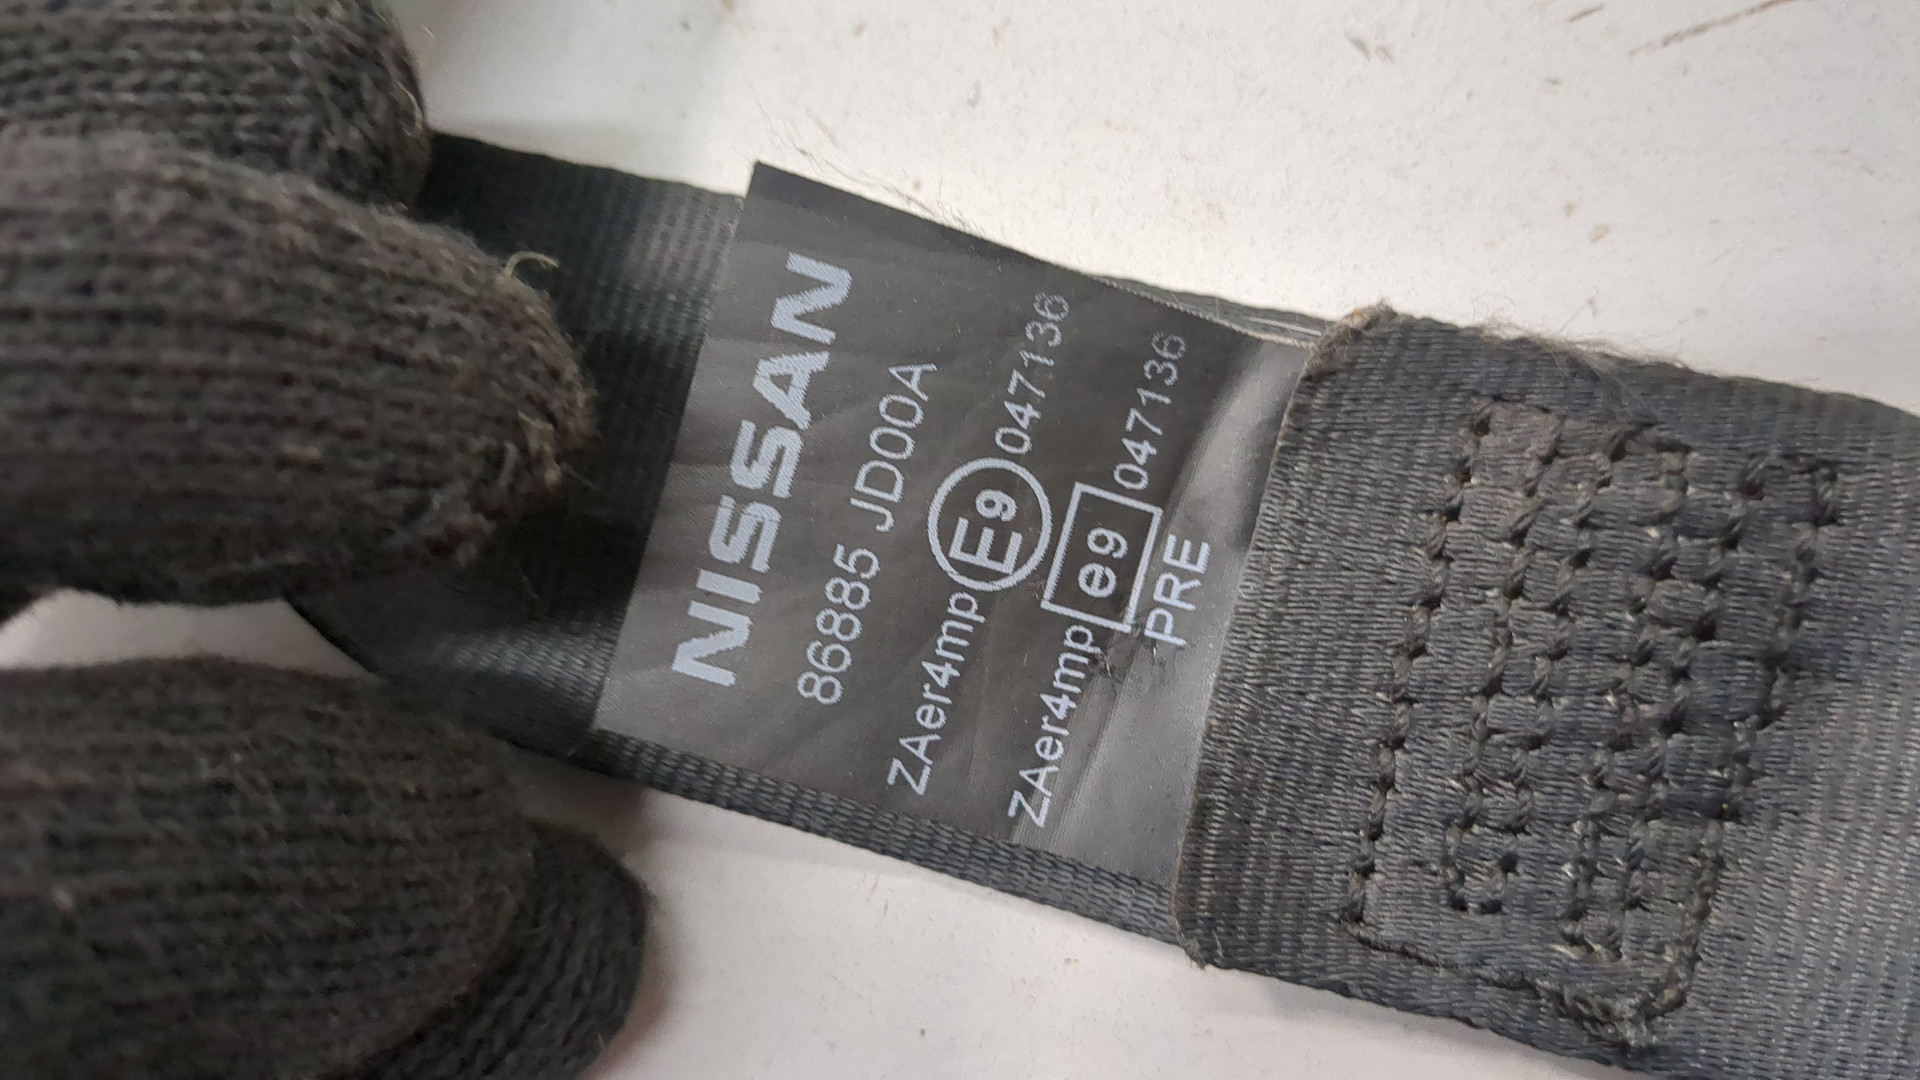 NISSAN
86885 JD00A
ZAer4mp E9 047136
ZAer4mp e9 047136
PRE